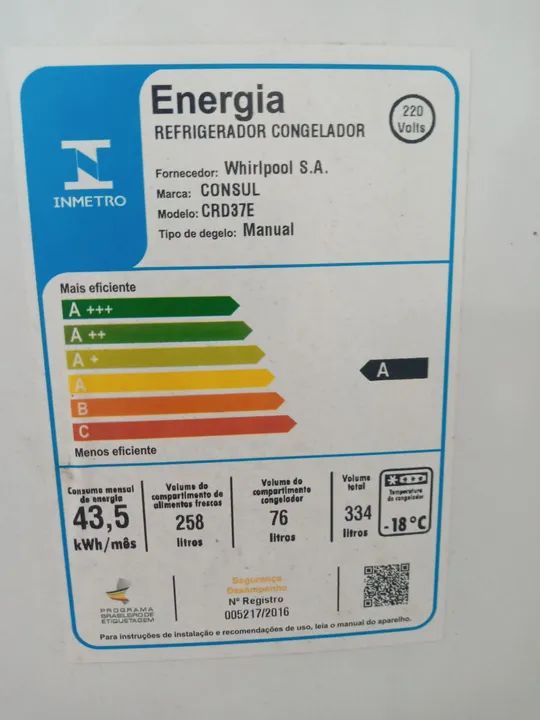 INMETRO
Energia
REFRIGERADOR CONGELADOR
220
Volts
Fornecedor: Whirlpool S.A.
Marca: CONSUL
Modelo: CRD37E
Tipo de degelo: Manual
Mais eficiente
A +++
A ++
A +
A
B
C
A
Menos eficiente
Consumo mensal
de energia
43,5
kWh/mês
Volume do
compartimento de
alimentos frescos
258
litros
Volume do
compartimento
congelador
76
litros
Volume
total
334
litros
Temperatura
do congelador
-18°C
PROGRAMA
BRASILEIRO DE
ETIQUETAGEM
Segurança
Desempenho
Nº Registro
005217/2016
Para instruções de instalação e recomendações de uso, leia o manual do aparelho.